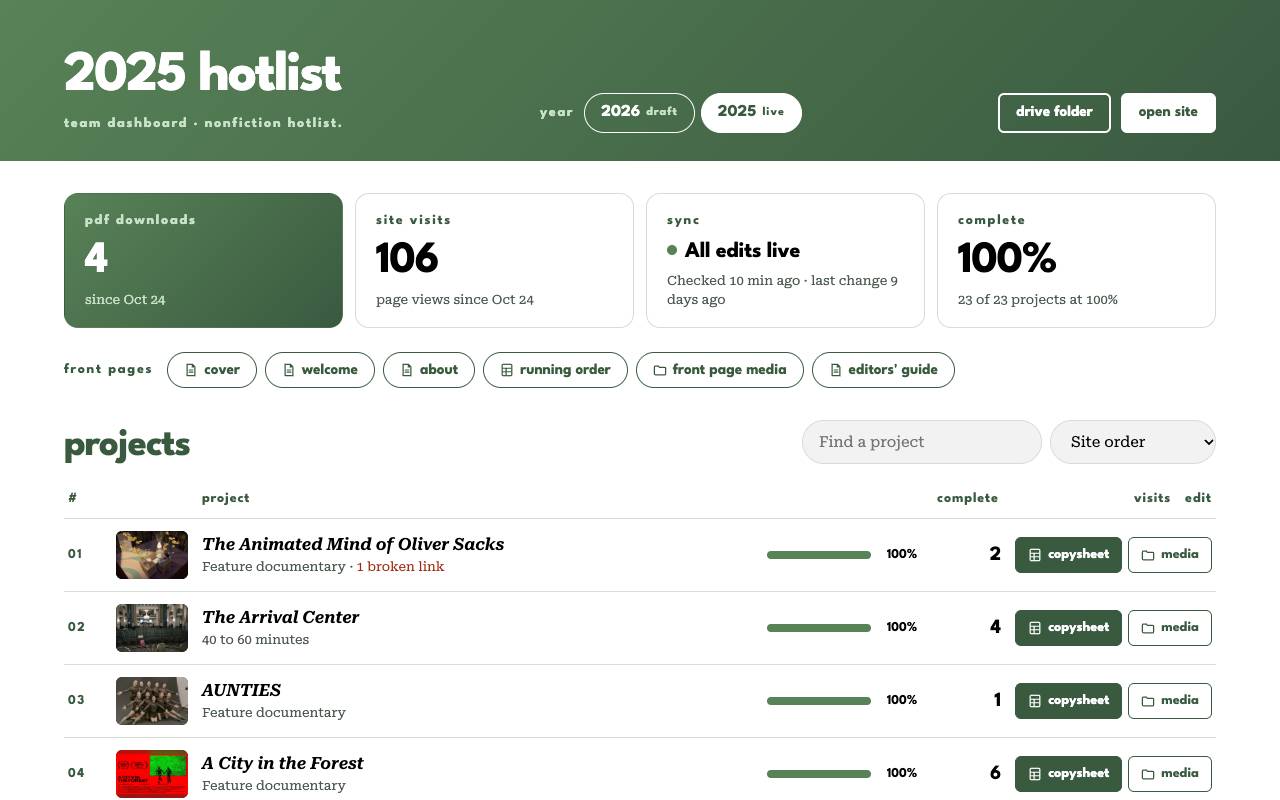 2025 hotlist
team dashboard · nonfiction hotlist.
year 2026 draft 2025 live
drive folder open site
pdf downloads
4
since Oct 24
site visits
106
page views since Oct 24
sync
All edits live
Checked 10 min ago · last change 9
days ago
complete
100%
23 of 23 projects at 100%
front pages cover welcome about running order front page media editors' guide
projects
Find a project Site order
# project complete visits edit
01 The Animated Mind of Oliver Sacks 100% 2 copysheet media
Feature documentary · 1 broken link
02 The Arrival Center 100% 4 copysheet media
40 to 60 minutes
03 AUNTIES 100% 1 copysheet media
Feature documentary
04 A City in the Forest 100% 6 copysheet media
Feature documentary